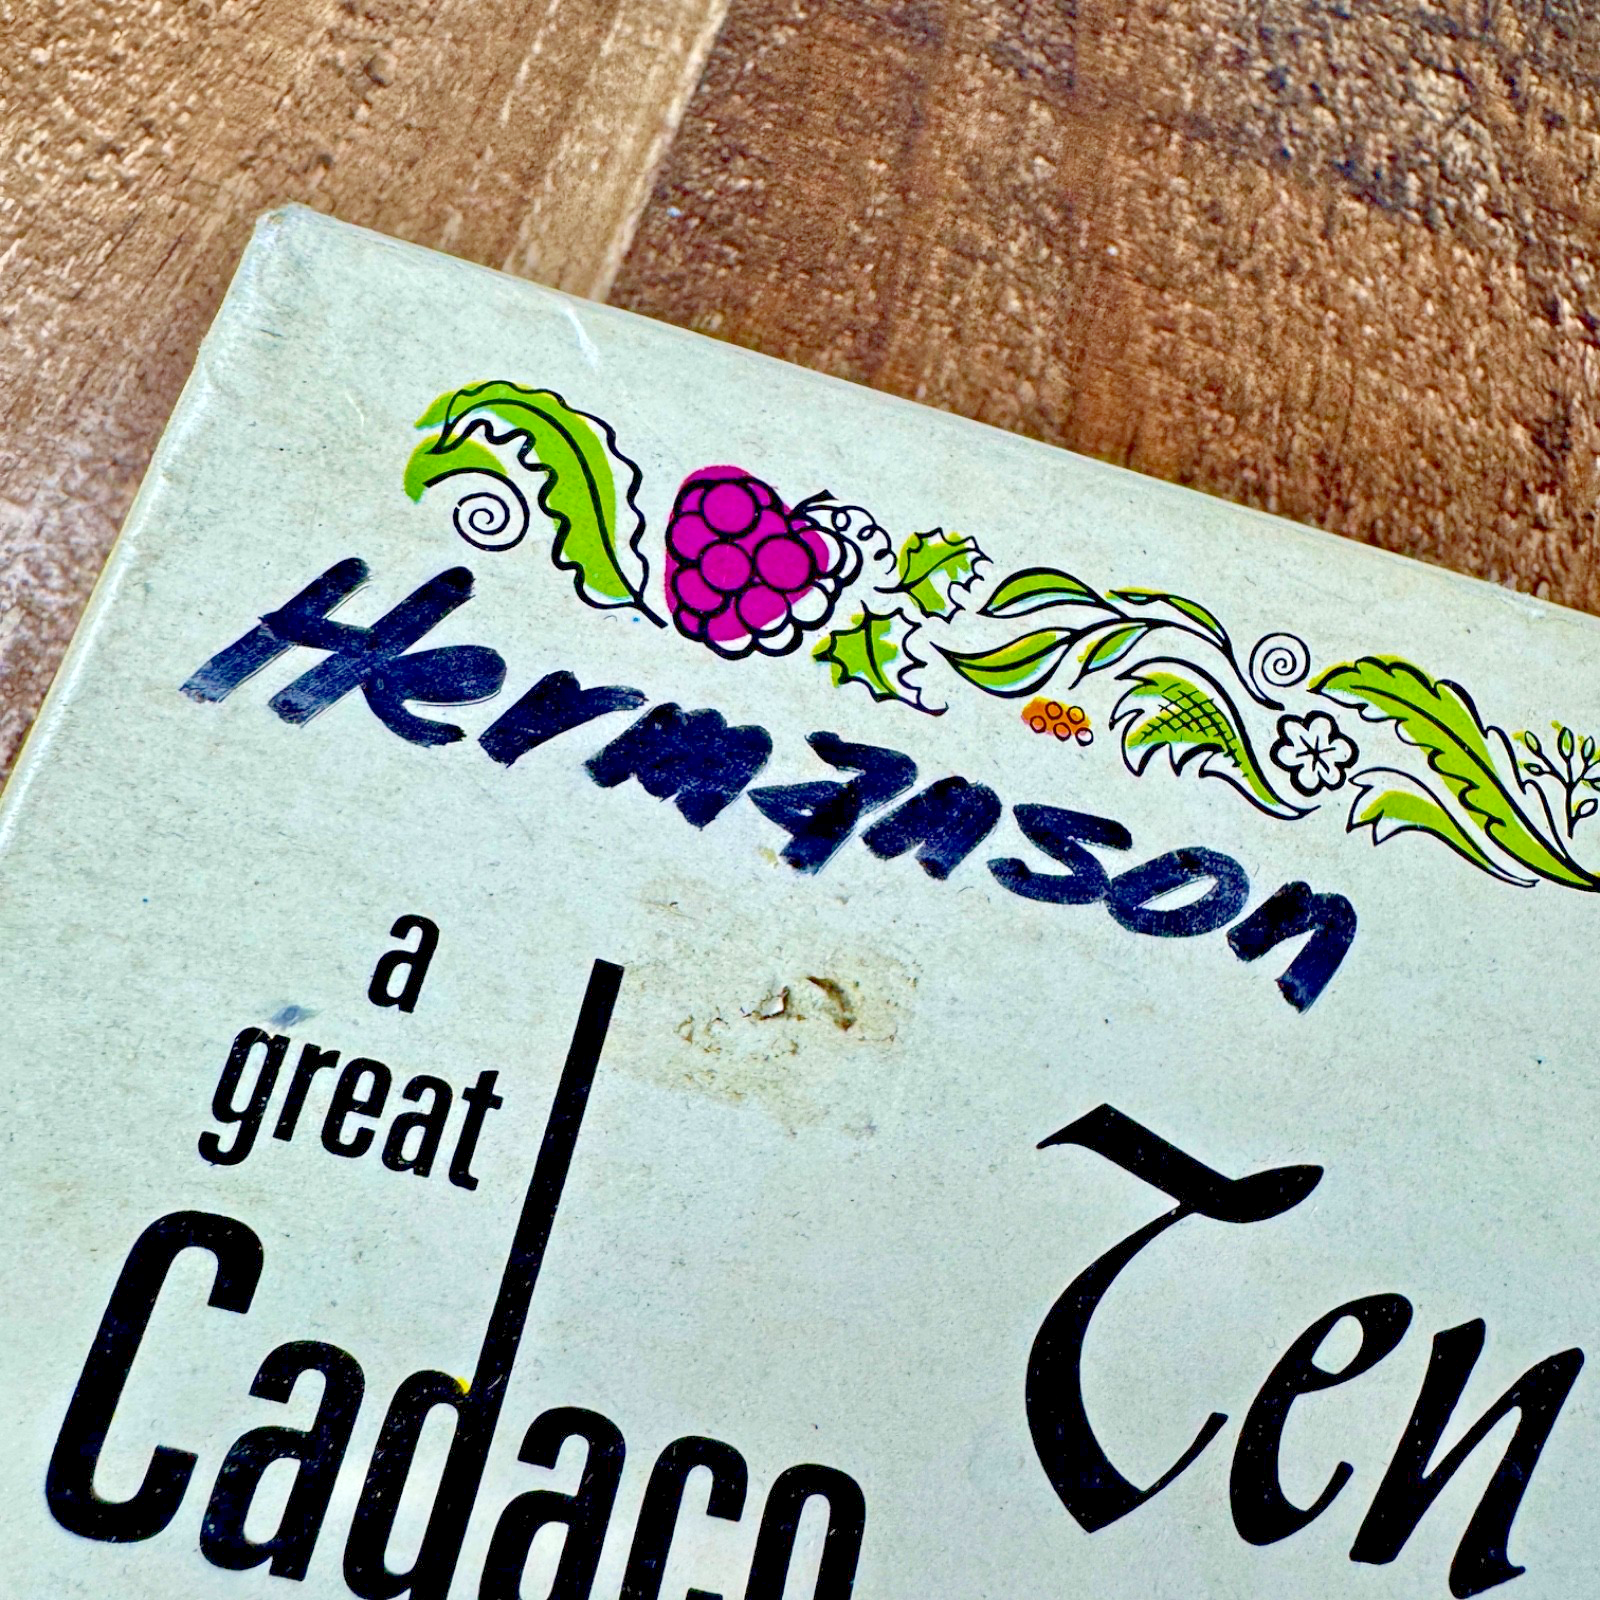 Hermanson
a
great
Cadaco
Ten